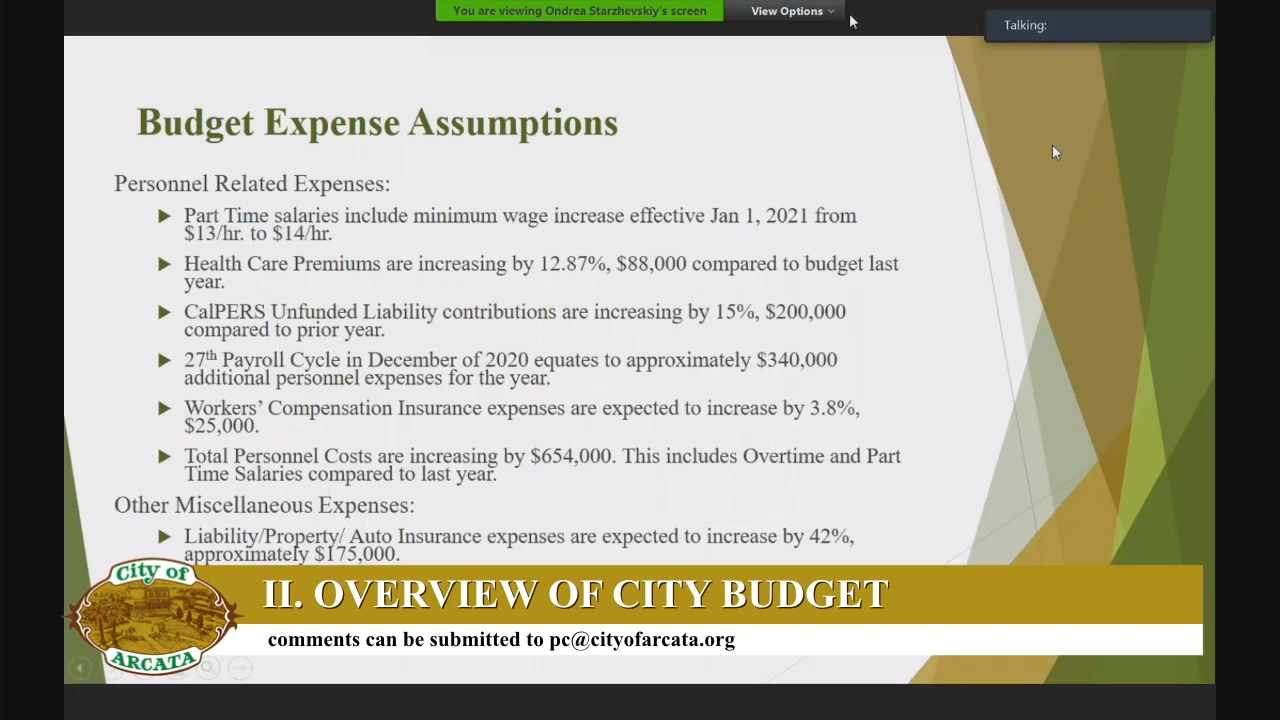 You are viewing Ondrea Starzhevskiy's screen
View Options
Talking:
Budget Expense Assumptions
Personnel Related Expenses:
Part Time salaries include minimum wage increase effective Jan 1, 2021 from
$13/hr. to $14/hr.
Health Care Premiums are increasing by 12.87%, $88,000 compared to budget last
year.
CalPERS Unfunded Liability contributions are increasing by 15%, $200,000
compared to prior year.
27th Payroll Cycle in December of 2020 equates to approximately $340,000
additional personnel expenses for the year.
Workers' Compensation Insurance expenses are expected to increase by 3.8%,
$25,000.
Total Personnel Costs are increasing by $654,000. This includes Overtime and Part
Time Salaries compared to last year.
Other Miscellaneous Expenses:
Liability/Property/ Auto Insurance expenses are expected to increase by 42%,
approximately $175,000.
City of
ARCATA
II. OVERVIEW OF CITY BUDGET
comments can be submitted to pc@cityofarcata.org